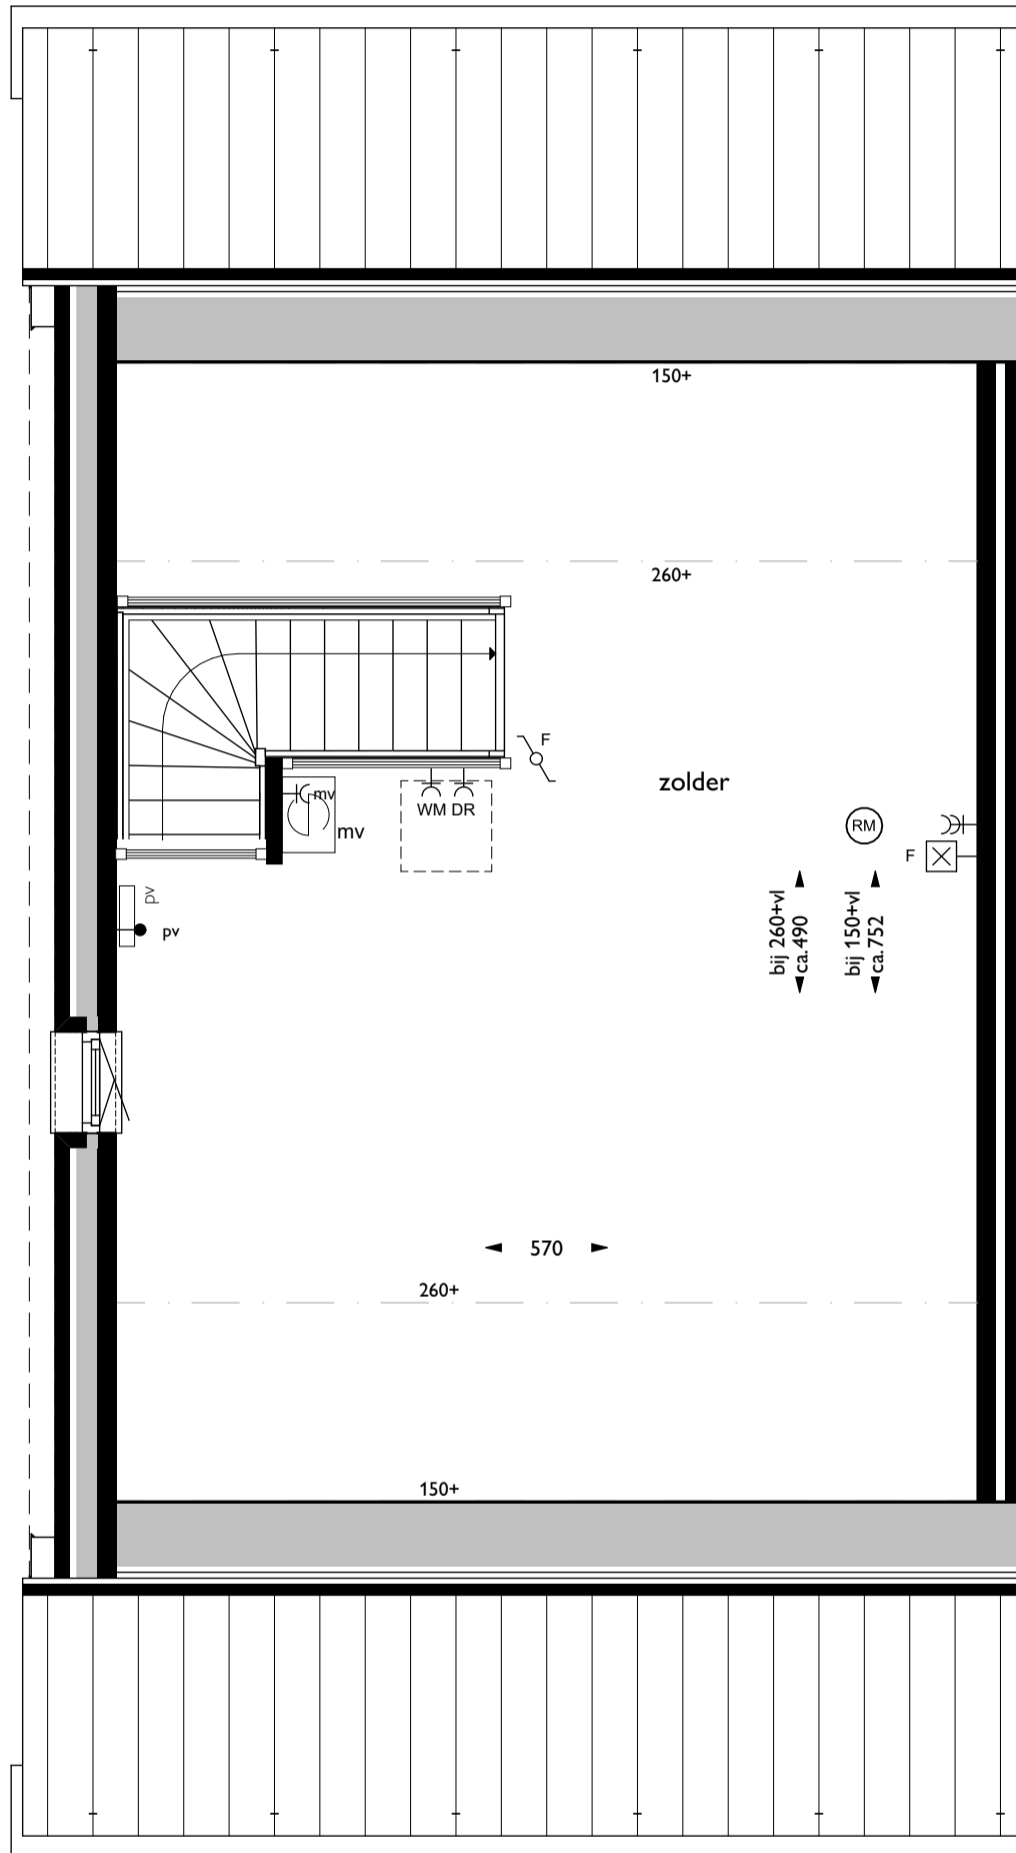 150+
260+
F
zolder
mv
WM DR
mv
RM
F
pv
pv
bij 260+vl
ca.490
bij 150+vl
ca.752
570
260+
150+